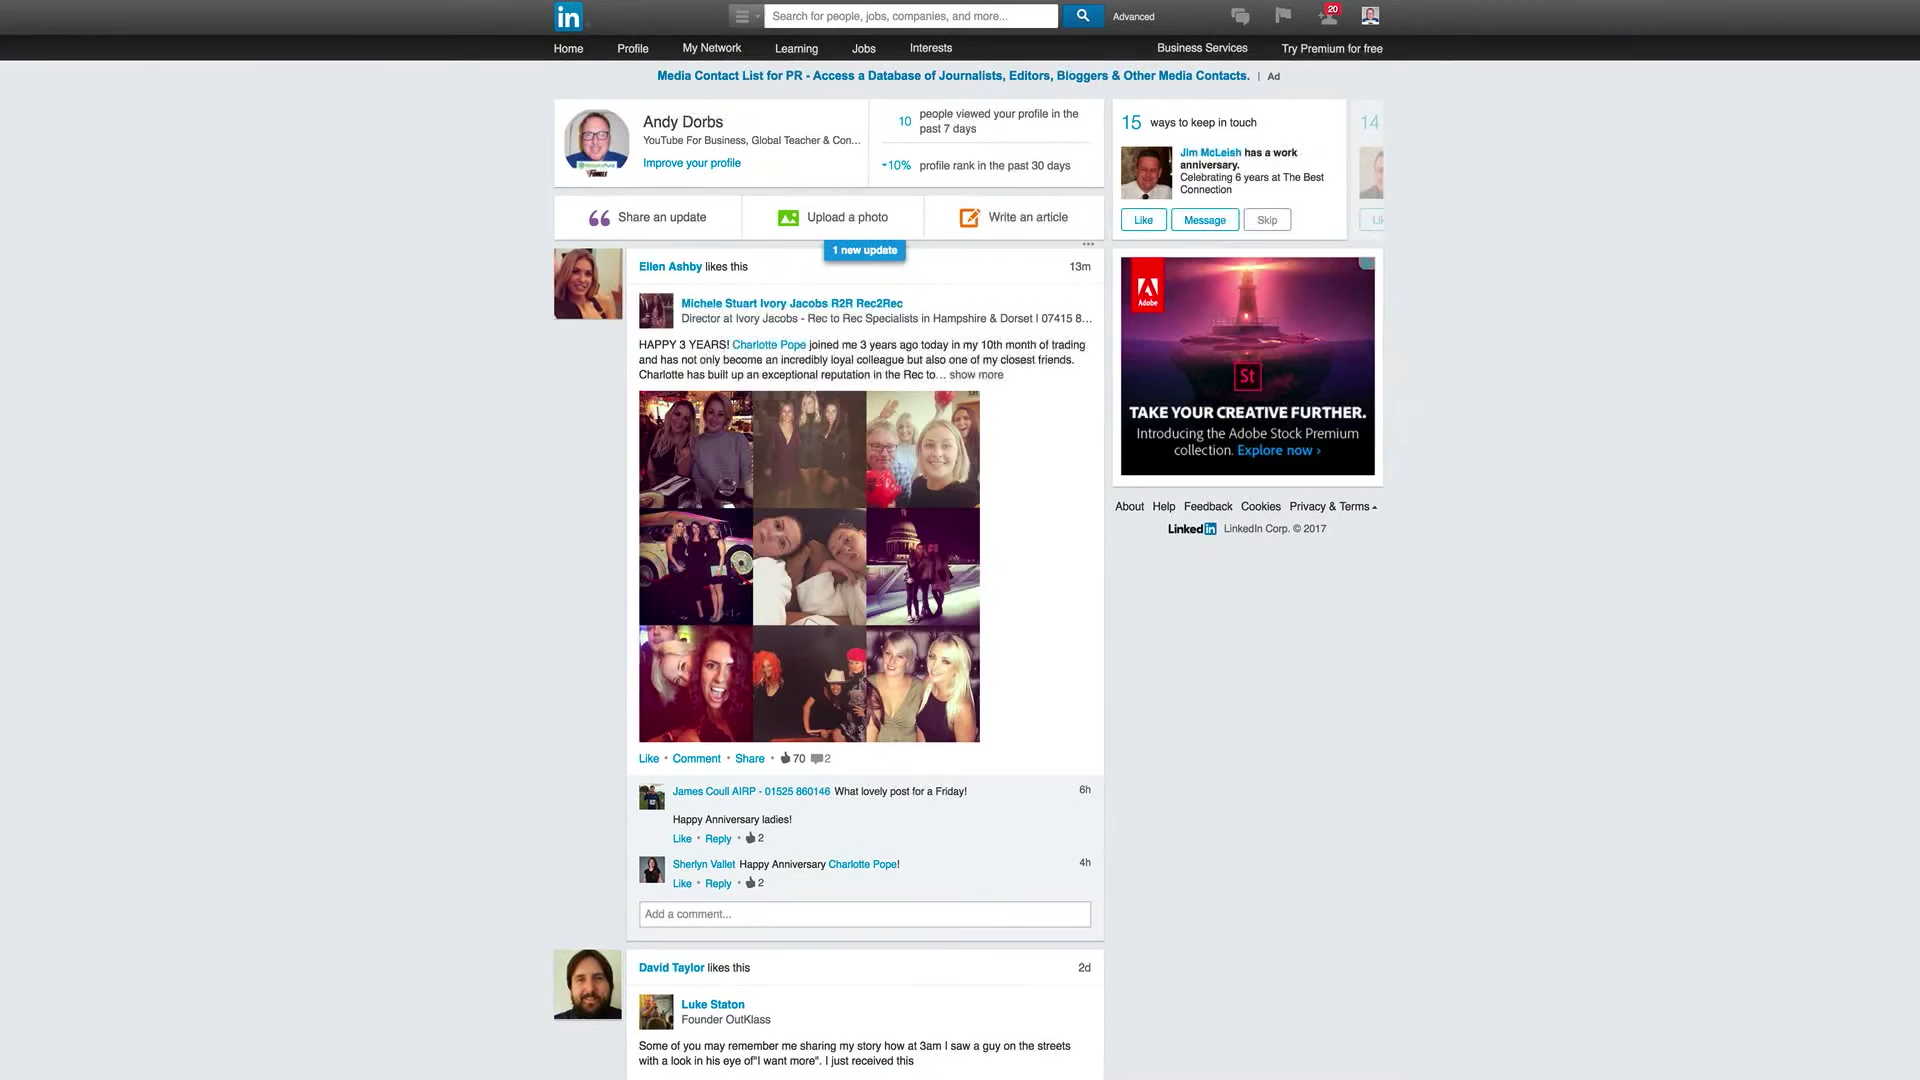 in
Search for people, jobs, companies, and more...
Advanced
20
Home Profile My Network Learning Jobs Interests Business Services Try Premium for free
Media Contact List for PR - Access a Database of Journalists, Editors, Bloggers & Other Media Contacts. | Ad
Andy Dorbs
YouTube For Business, Global Teacher & Con...
Improve your profile
10 people viewed your profile in the
past 7 days
10% profile rank in the past 30 days
15 ways to keep in touch
Jim McLeish has a work
anniversary.
Celebrating 6 years at The Best
Connection
Like Message Skip
14
Share an update Upload a photo Write an article
1 new update
Ellen Ashby likes this 13m
Michele Stuart Ivory Jacobs R2R Rec2Rec
Director at Ivory Jacobs - Rec to Rec Specialists in Hampshire & Dorset l 07415 8...
HAPPY 3 YEARS! Charlotte Pope joined me 3 years ago today in my 10th month of trading
and has not only become an incredibly loyal colleague but also one of my closest friends.
Charlotte has built up an exceptional reputation in the Rec to... show more
Like • Comment • Share • 70 2
James Coull AIRP - 01525 860146 What lovely post for a Friday! 6h
Happy Anniversary ladies!
Like • Reply • 2
Sherlyn Vallet Happy Anniversary Charlotte Pope! 4h
Like • Reply • 2
Add a comment...
David Taylor likes this 2d
Luke Staton
Founder OutKlass
Some of you may remember me sharing my story how at 3am I saw a guy on the streets
with a look in his eye of"I want more". I just received this
Adobe
St
TAKE YOUR CREATIVE FURTHER.
Introducing the Adobe Stock Premium
collection. Explore now ›
About Help Feedback Cookies Privacy & Terms
Linked in LinkedIn Corp. © 2017